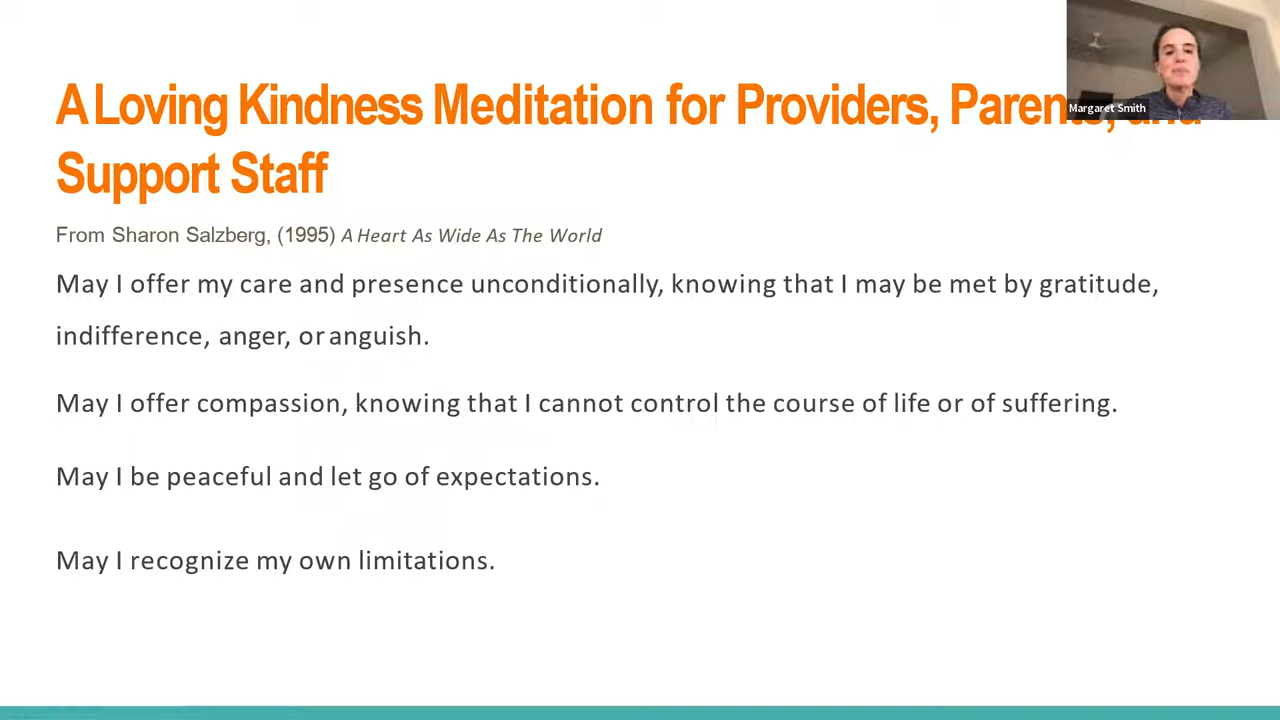 A Loving Kindness Meditation for Providers, Parents, and
Support Staff
Margaret Smith
From Sharon Salzberg, (1995) A Heart As Wide As The World
May I offer my care and presence unconditionally, knowing that I may be met by gratitude,
indifference, anger, or anguish.
May I offer compassion, knowing that I cannot control the course of life or of suffering.
May I be peaceful and let go of expectations.
May I recognize my own limitations.